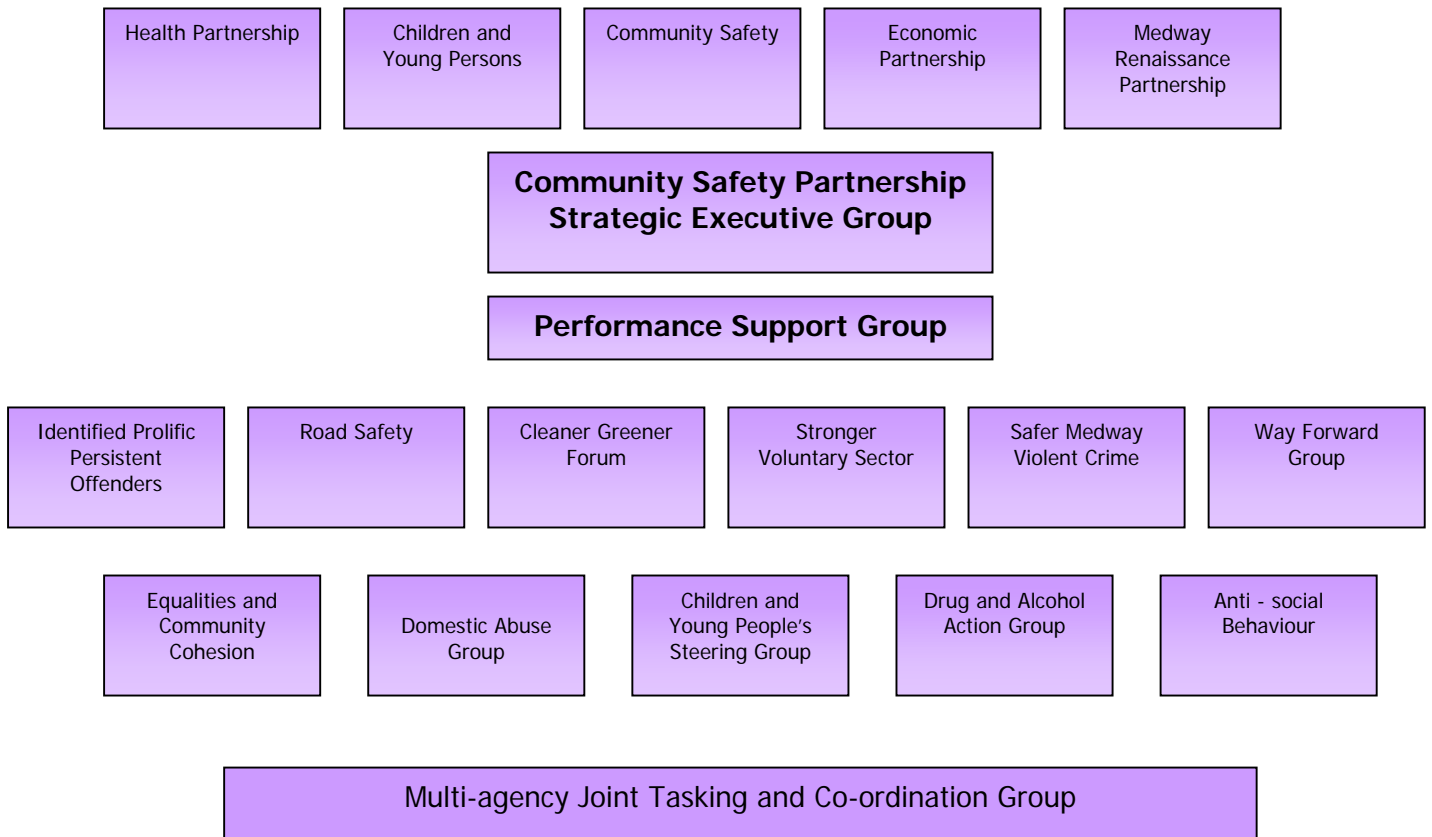 Health Partnership
Children and
Young Persons
Community Safety
Economic
Partnership
Medway
Renaissance
Partnership
Community Safety Partnership
Strategic Executive Group
Performance Support Group
Identified Prolific
Persistent
Offenders
Road Safety
Cleaner Greener
Forum
Stronger
Voluntary Sector
Safer Medway
Violent Crime
Way Forward
Group
Equalities and
Community
Cohesion
Domestic Abuse
Group
Children and
Young People’s
Steering Group
Drug and Alcohol
Action Group
Anti - social
Behaviour
Multi-agency Joint Tasking and Co-ordination Group